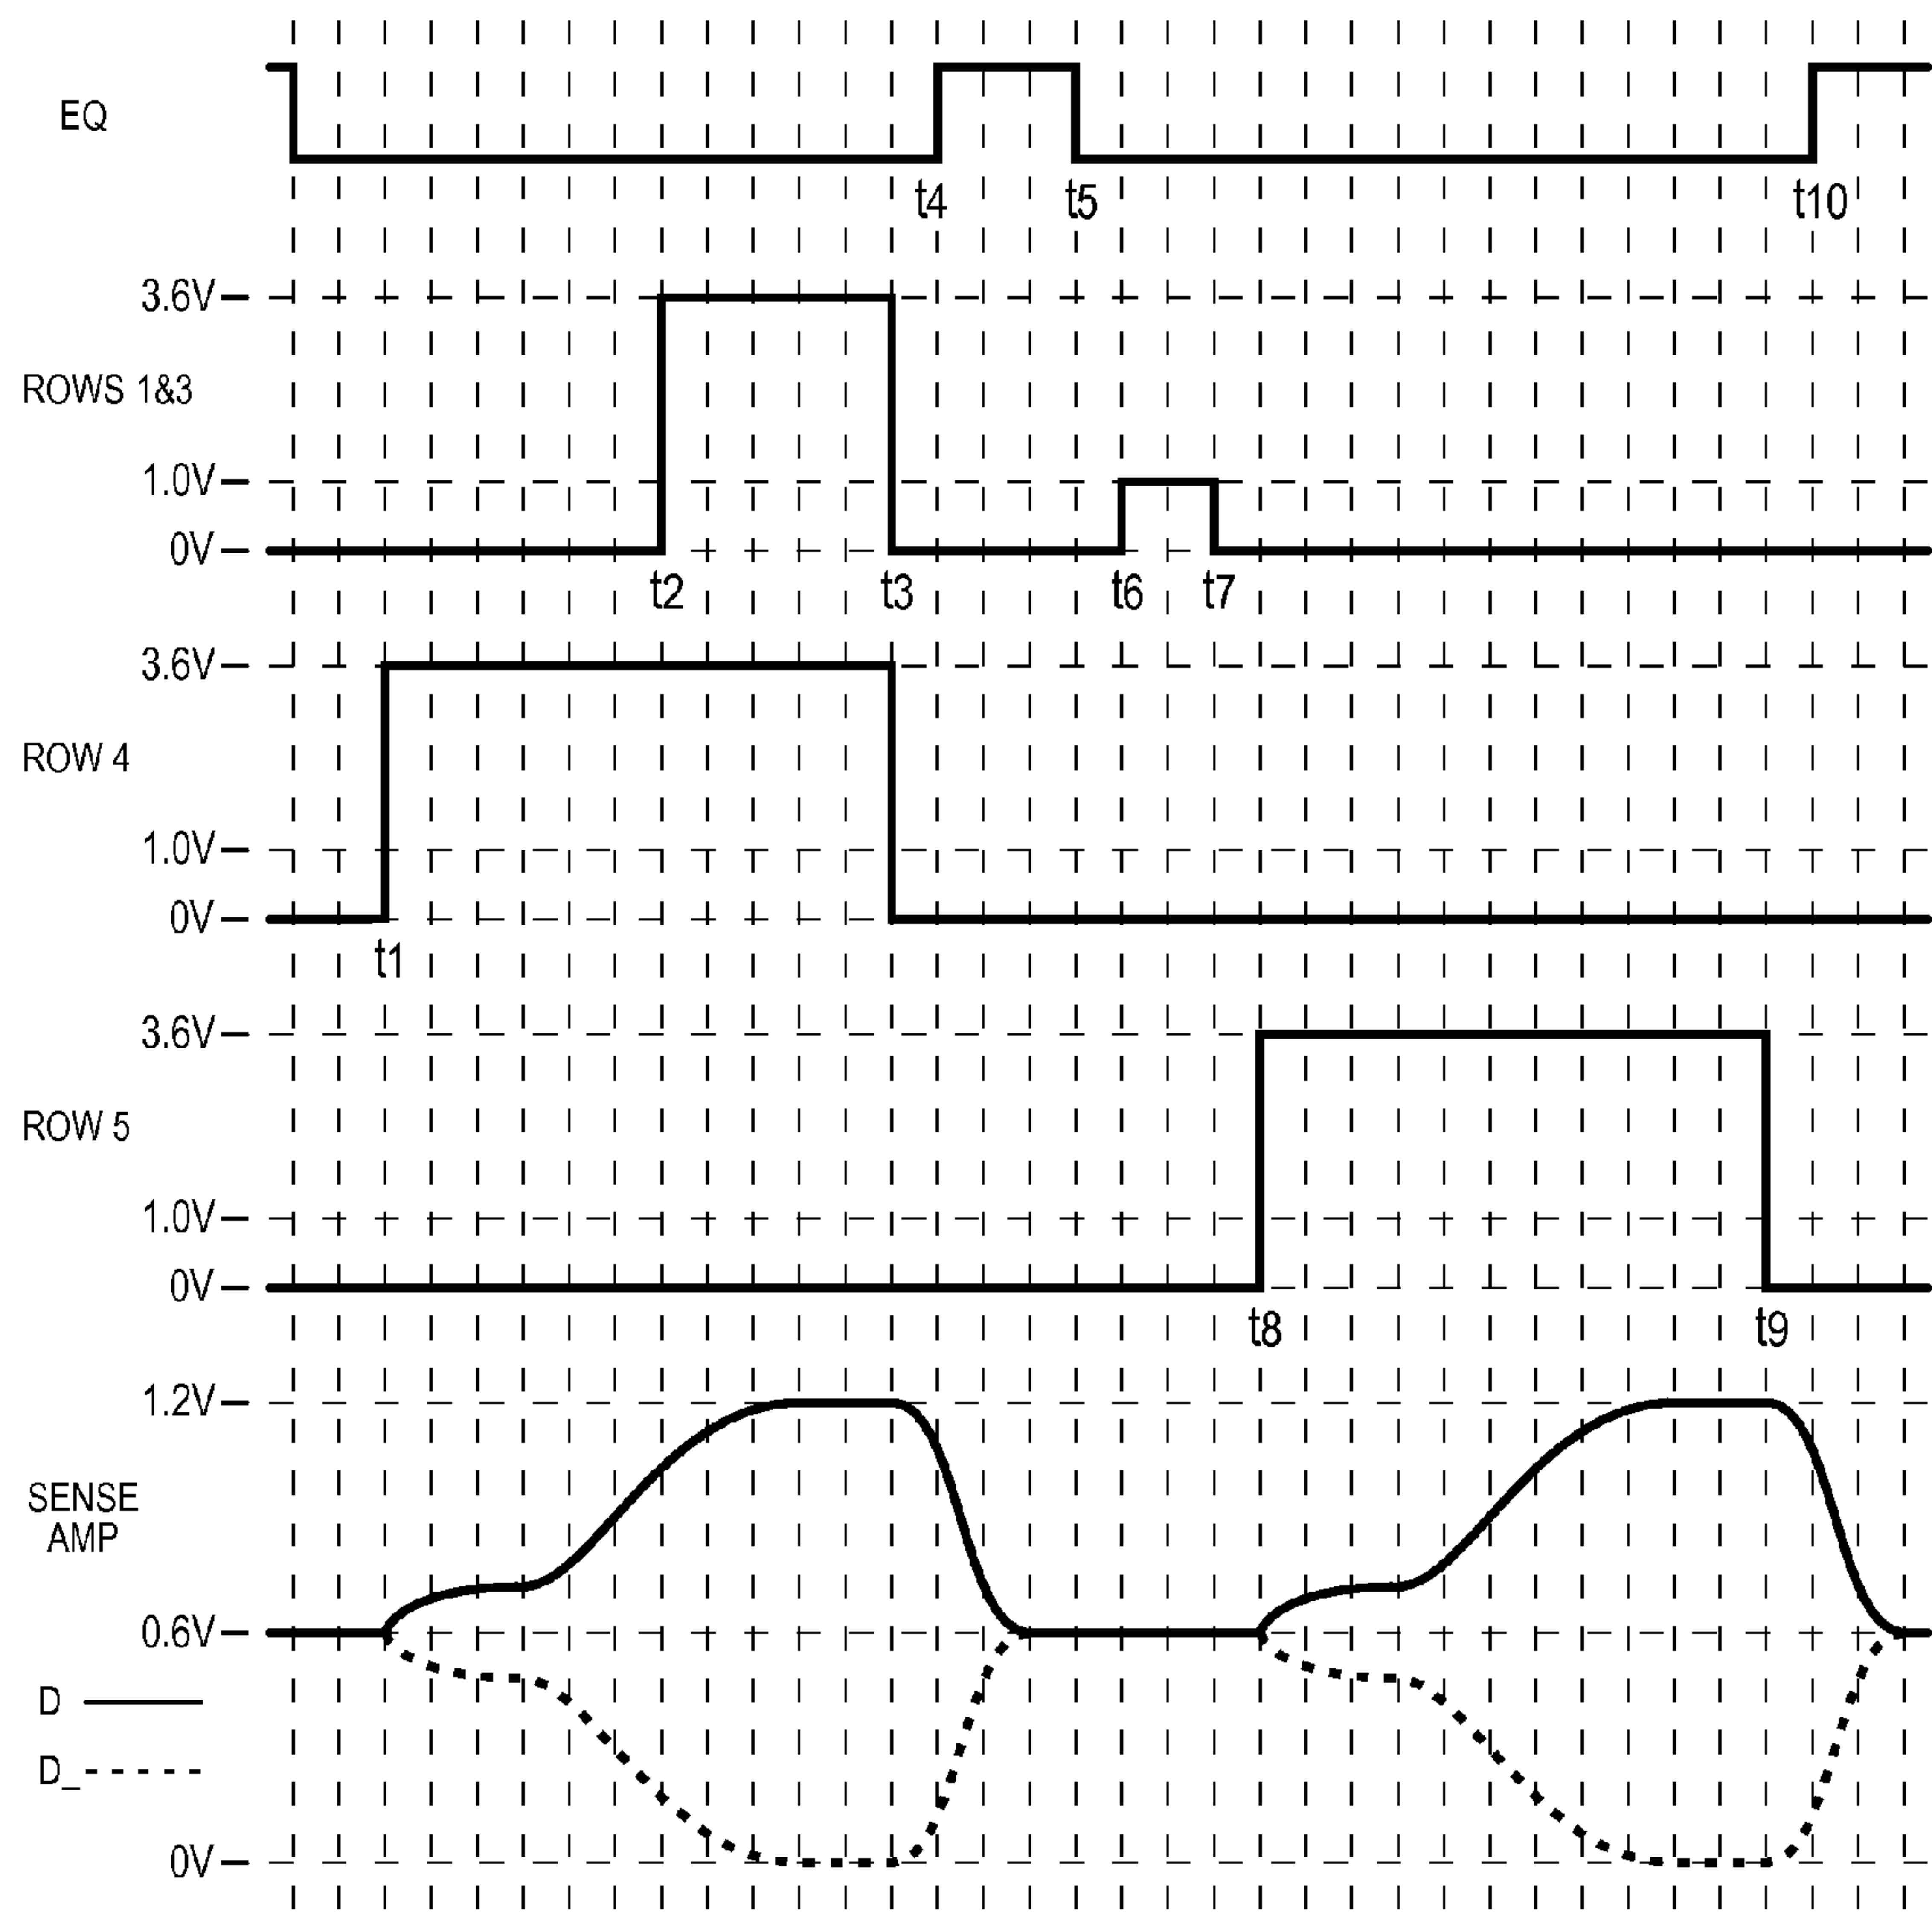 EQ
t4
t5
t10
3.6V
ROWS 1&3
1.0V
0V
t2
t3
t6
t7
3.6V
ROW 4
1.0V
0V
t1
3.6V
ROW 5
1.0V
0V
t8
t9
1.2V
SENSE
AMP
0.6V
D
D_
0V